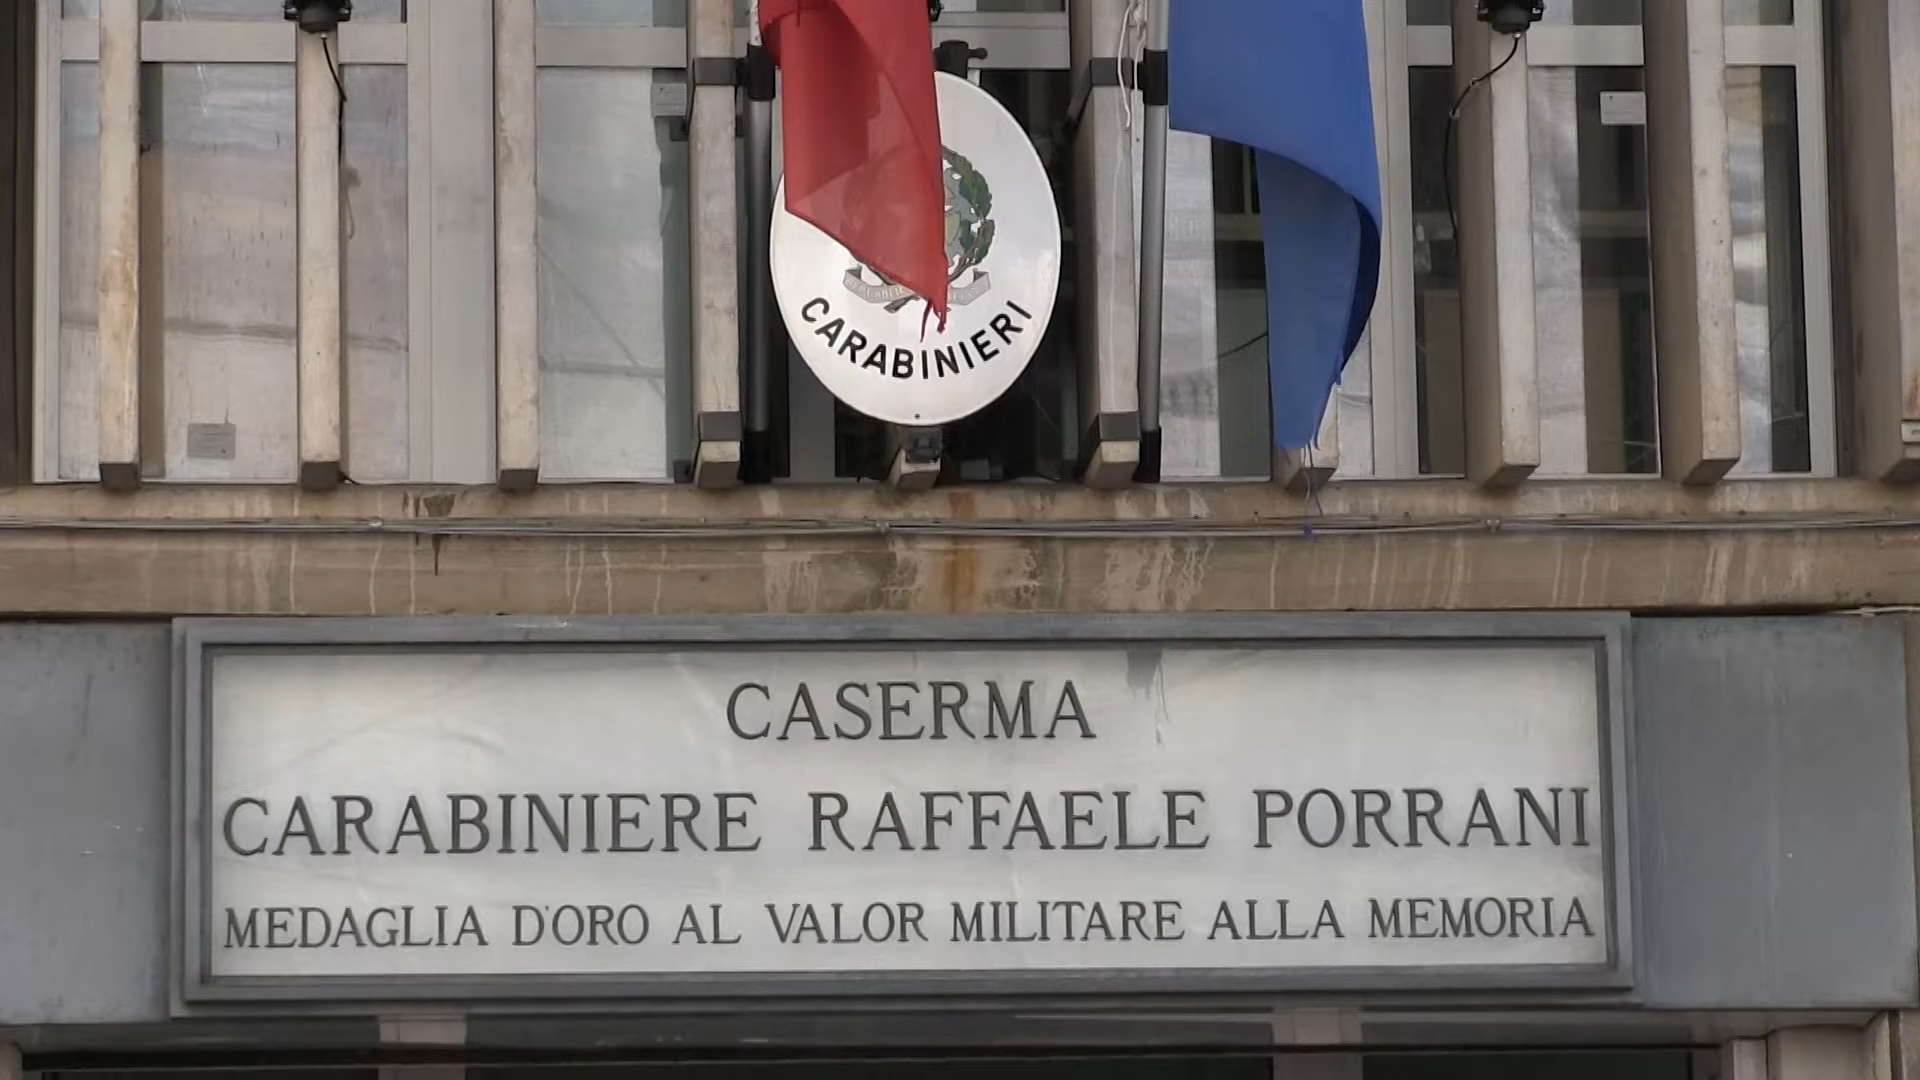 CARABINIERI
CASERMA
CARABINIERE RAFFAELE PORRANI
MEDAGLIA D'ORO AL VALOR MILITARE ALLA MEMORIA